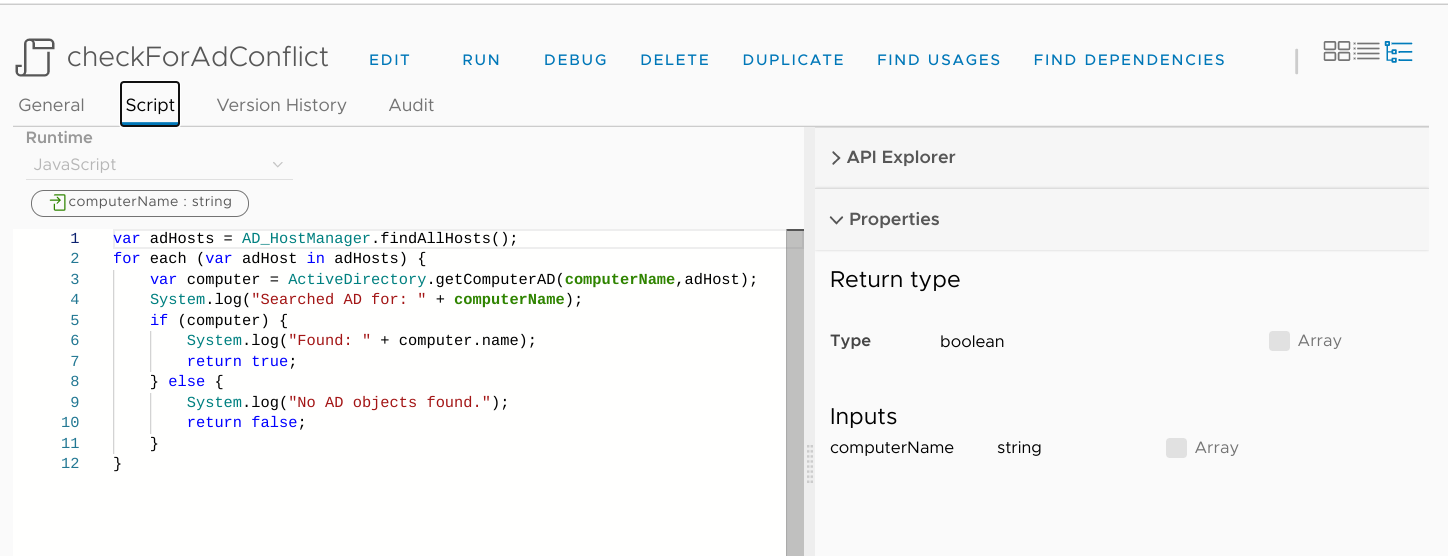 checkForAdConflict EDIT RUN DEBUG DELETE DUPLICATE FIND USAGES FIND DEPENDENCIES
General Script Version History Audit
Runtime
JavaScript
computerName : string
1 var adHosts = AD_HostManager.findAllHosts();
2 for each (var adHost in adHosts) {
3 var computer = ActiveDirectory.getComputerAD(computerName,adHost);
4 System.log("Searched AD for: " + computerName);
5 if (computer) {
6 System.log("Found: " + computer.name);
7 return true;
8 } else {
9 System.log("No AD objects found.");
10 return false;
11 }
12 }
API Explorer
Properties
Return type
Type boolean Array
Inputs
computerName string Array